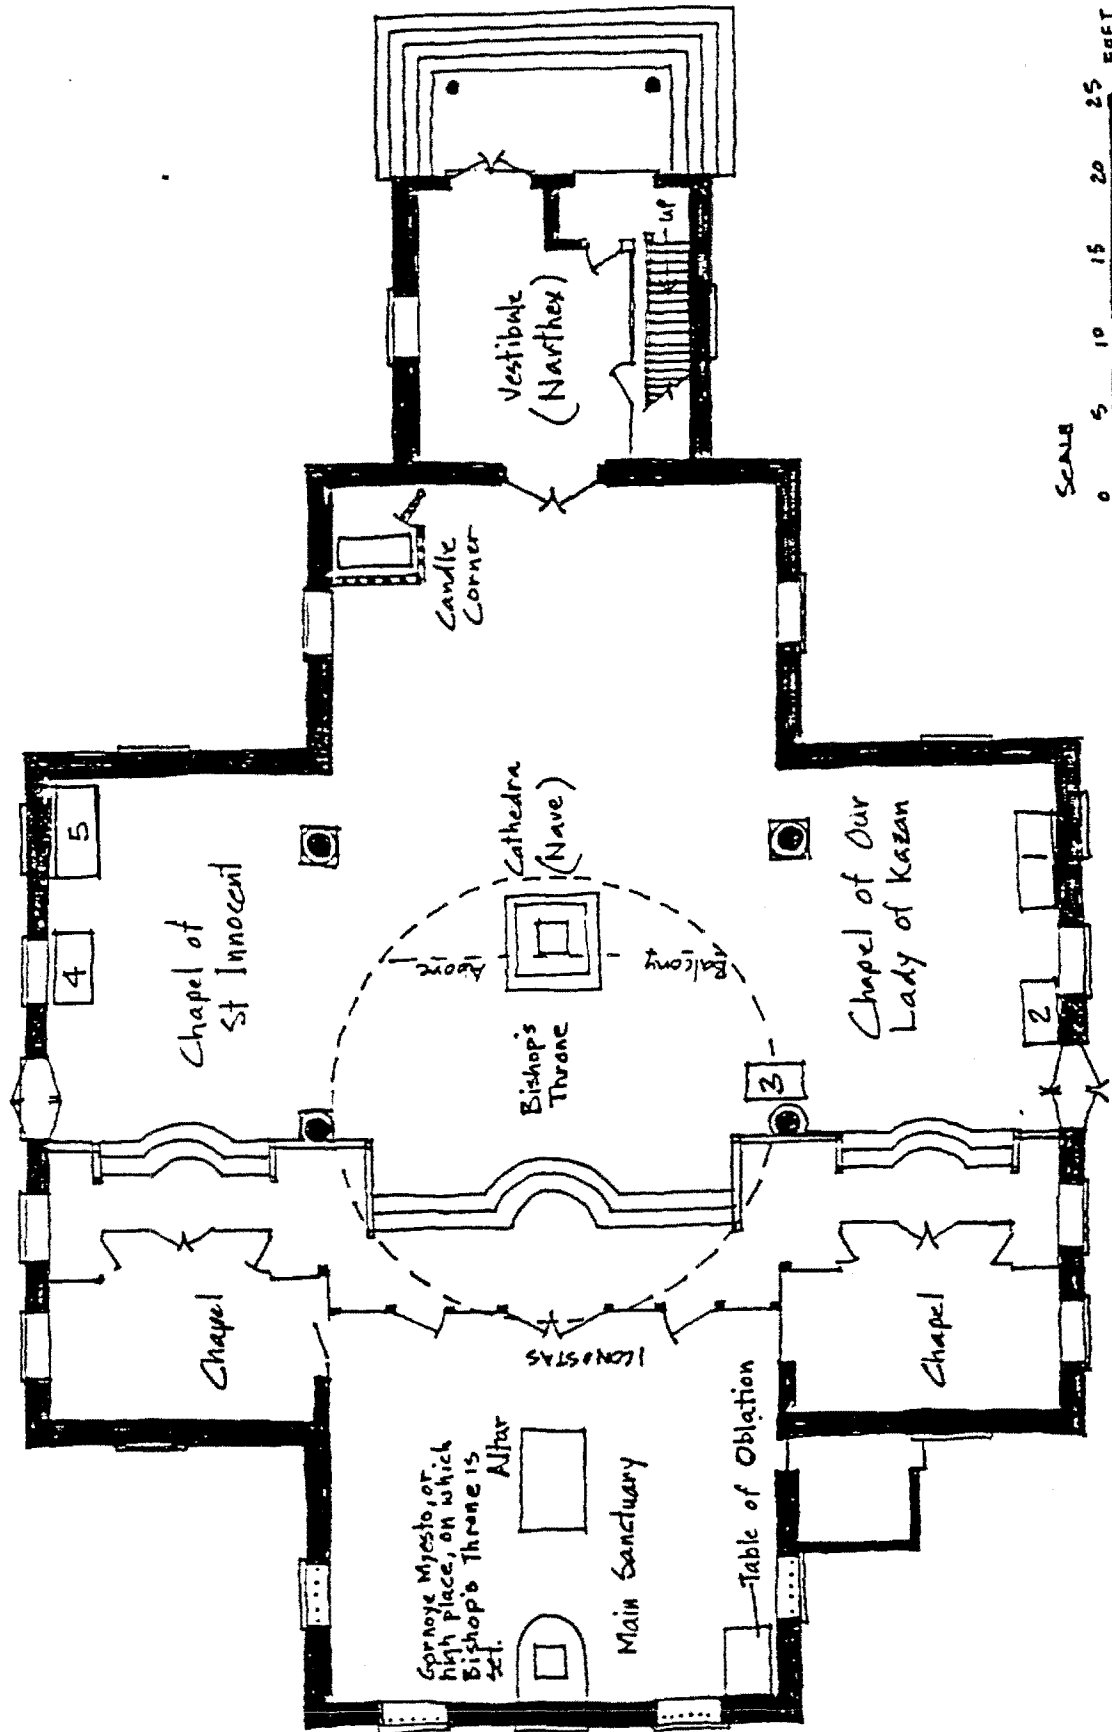 Vestibule
(Narthex)
UP
Candle
Corner
Cathedra
(Nave)
Above
Balcony
Bishop's
Throne
Chapel of
St Innocent
5
4
Chapel of Our
Lady of Kazan
1
2
3
Chapel
Chapel
ICONOSTAS
Altar
Gornoye Myesto, or
high place, on which
Bishop's Throne is
set.
Main Sanctuary
Table of Oblation
SCALE
0 5 10 15 20 25 FEET